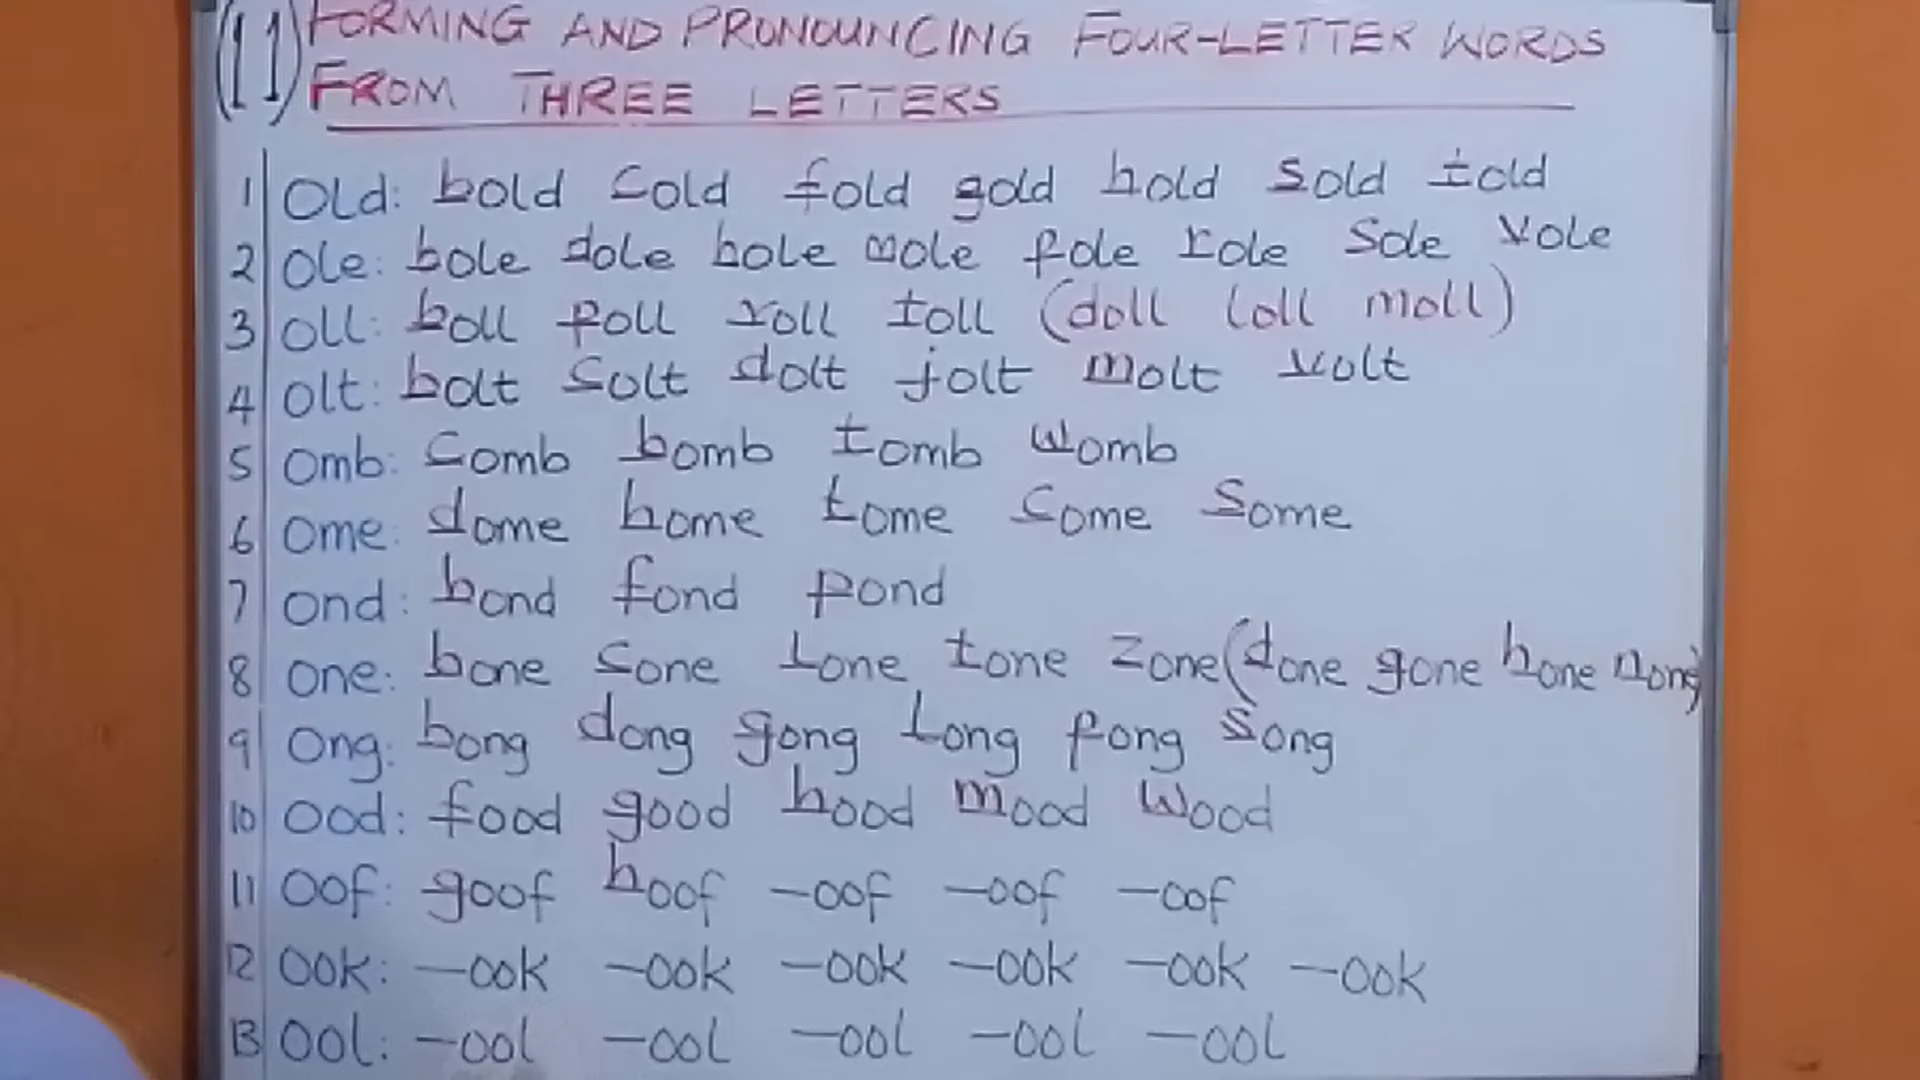 (11) FORMING AND PRONOUNCING FOUR-LETTER WORDS
FROM THREE LETTERS
1 Old: bold cold fold gold hold sold told
2 Ole: bole dole hole mole pole role sole vole
3 Oll: boll poll roll toll (doll loll moll)
4 Olt: bolt colt dolt jolt molt volt
5 Omb: comb bomb tomb womb
6 Ome: dome home tome come some
7 Ond: bond fond pond
8 One: bone cone lone tone zone (done gone hone none)
9 Ong: bong dong gong long pong song
10 Ood: food good hood mood wood
11 Oof: goof hoof -oof -oof -oof
12 Ook: -ook -ook -ook -ook -ook -ook
13 Ool: -ool -ool -ool -ool -ool